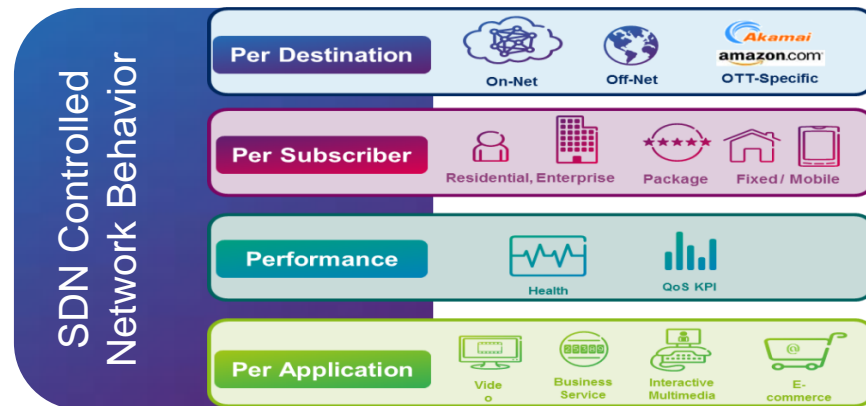 SDN Controlled
Network Behavior
Per Destination
On-Net
Off-Net
Akamai
amazon.com
OTT-Specific
Per Subscriber
Residential, Enterprise
Package
Fixed / Mobile
Performance
Health
QoS KPI
Per Application
Vide
o
Business
Service
Interactive
Multimedia
@
E-
commerce